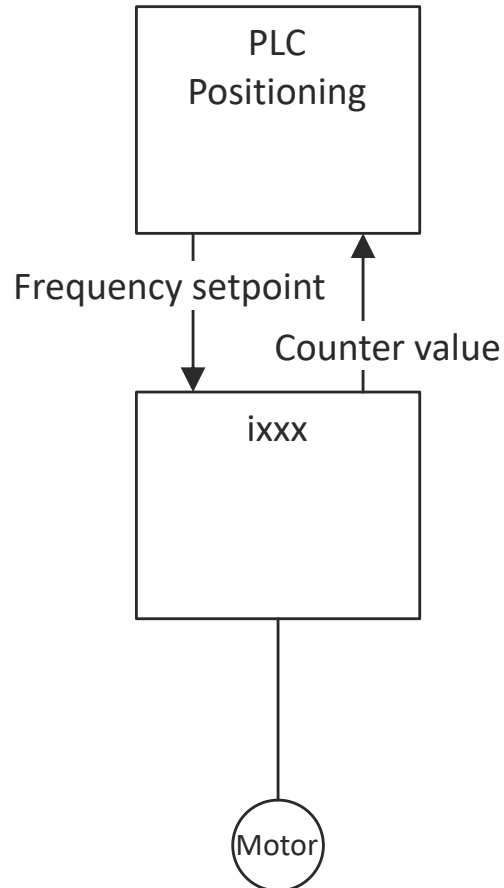 PLC
Positioning
Frequency setpoint
Counter value
ixxx
Motor